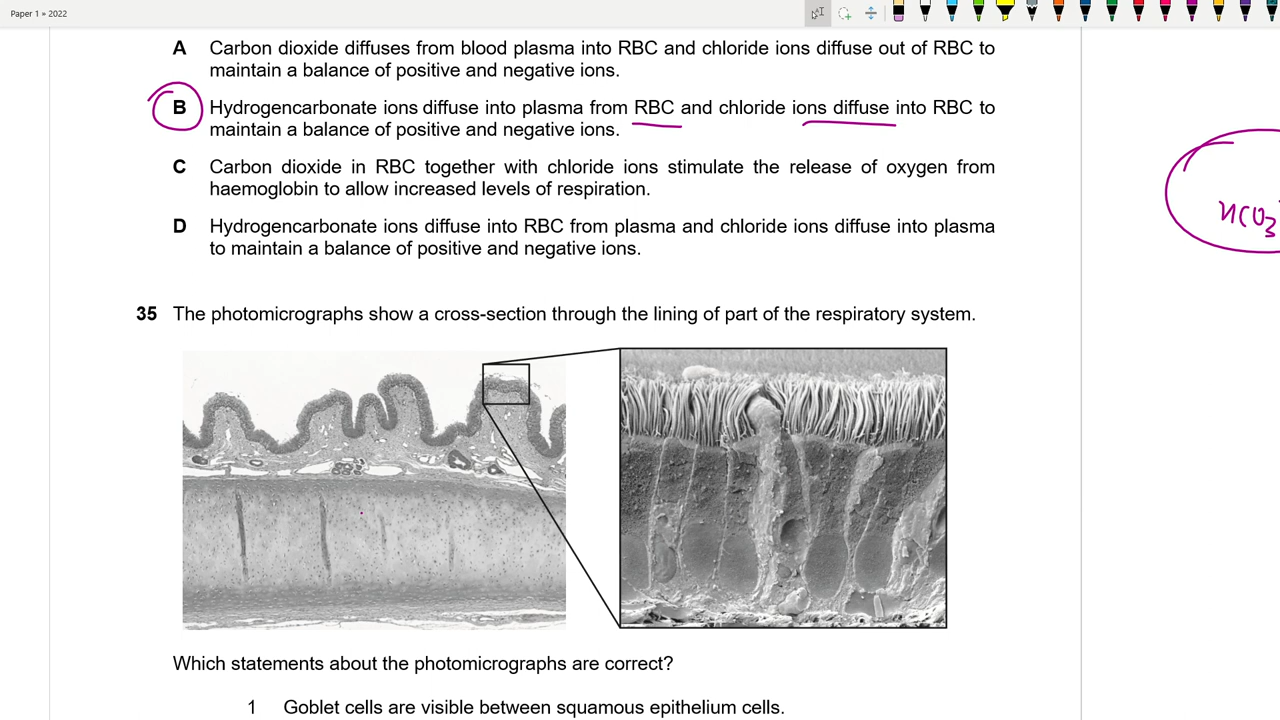 Paper 1 » 2022
A Carbon dioxide diffuses from blood plasma into RBC and chloride ions diffuse out of RBC to
maintain a balance of positive and negative ions.
B Hydrogencarbonate ions diffuse into plasma from RBC and chloride ions diffuse into RBC to
maintain a balance of positive and negative ions.
C Carbon dioxide in RBC together with chloride ions stimulate the release of oxygen from
haemoglobin to allow increased levels of respiration.
D Hydrogencarbonate ions diffuse into RBC from plasma and chloride ions diffuse into plasma
to maintain a balance of positive and negative ions.
HCO3
35 The photomicrographs show a cross-section through the lining of part of the respiratory system.
Which statements about the photomicrographs are correct?
1 Goblet cells are visible between squamous epithelium cells.